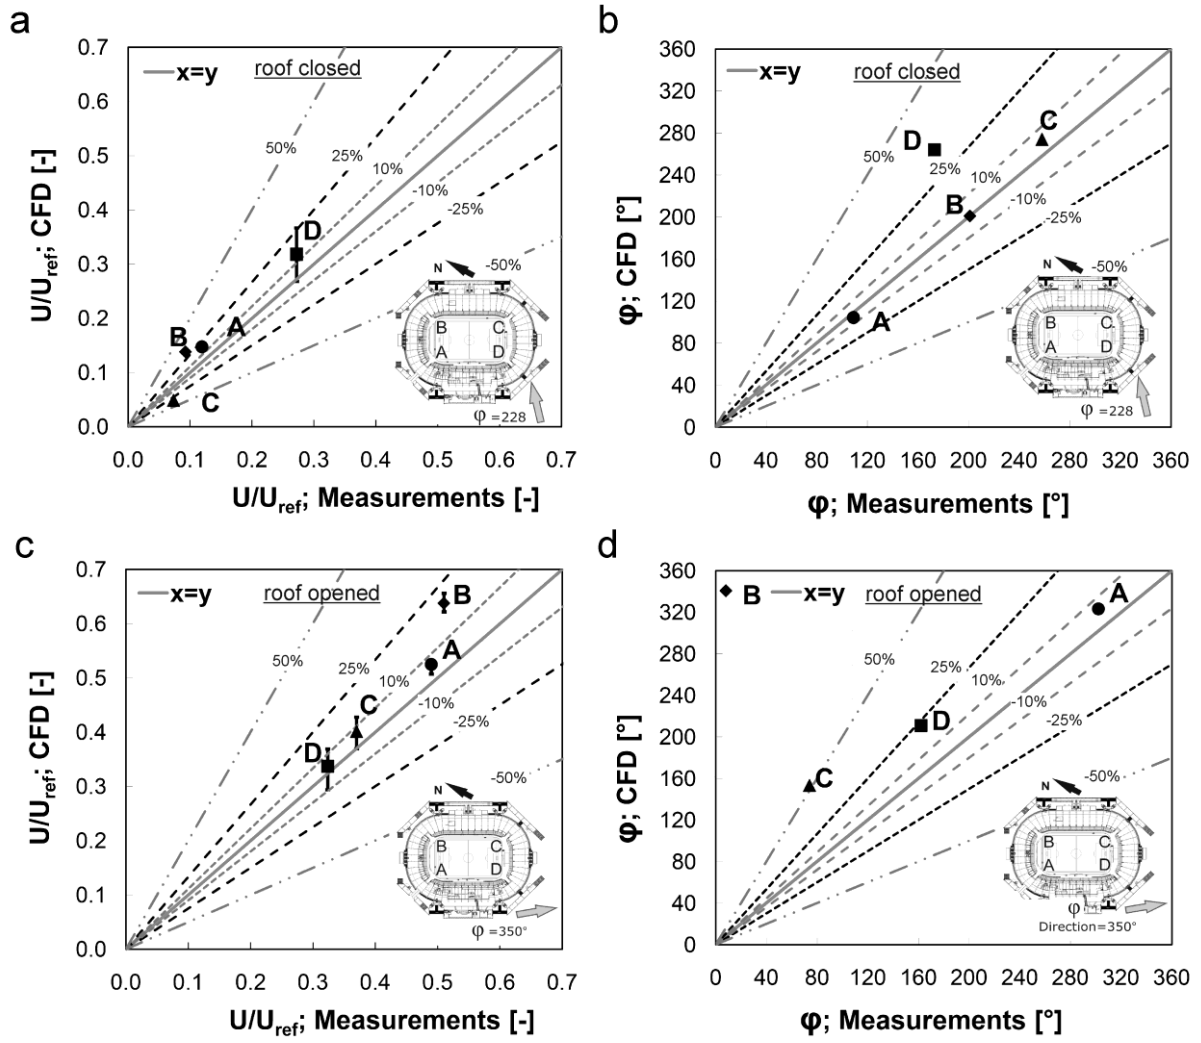 a
0.7
0.6
0.5
0.4
0.3
0.2
0.1
0.0
U/Uref; CFD [-]
x=y
roof closed
50%
25%
10%
-10%
-25%
-50%
D
B
A
C
N
B C
A D
φ =228
0.0 0.1 0.2 0.3 0.4 0.5 0.6 0.7
U/Uref; Measurements [-]
b
360
320
280
240
200
160
120
80
40
0
φ; CFD [°]
x=y
roof closed
50%
25%
10%
-10%
-25%
-50%
D
C
B
A
N
B C
A D
φ =228
0 40 80 120 160 200 240 280 320 360
φ; Measurements [°]
c
0.7
0.6
0.5
0.4
0.3
0.2
0.1
0.0
U/Uref; CFD [-]
x=y
roof opened
50%
25%
10%
-10%
-25%
-50%
B
A
C
D
N
B C
A D
φ =350°
0.0 0.1 0.2 0.3 0.4 0.5 0.6 0.7
U/Uref; Measurements [-]
d
360
320
280
240
200
160
120
80
40
0
φ; CFD [°]
B
x=y
roof opened
A
50%
25%
10%
-10%
-25%
-50%
D
C
N
B C
A D
φ
Direction=350°
0 40 80 120 160 200 240 280 320 360
φ; Measurements [°]